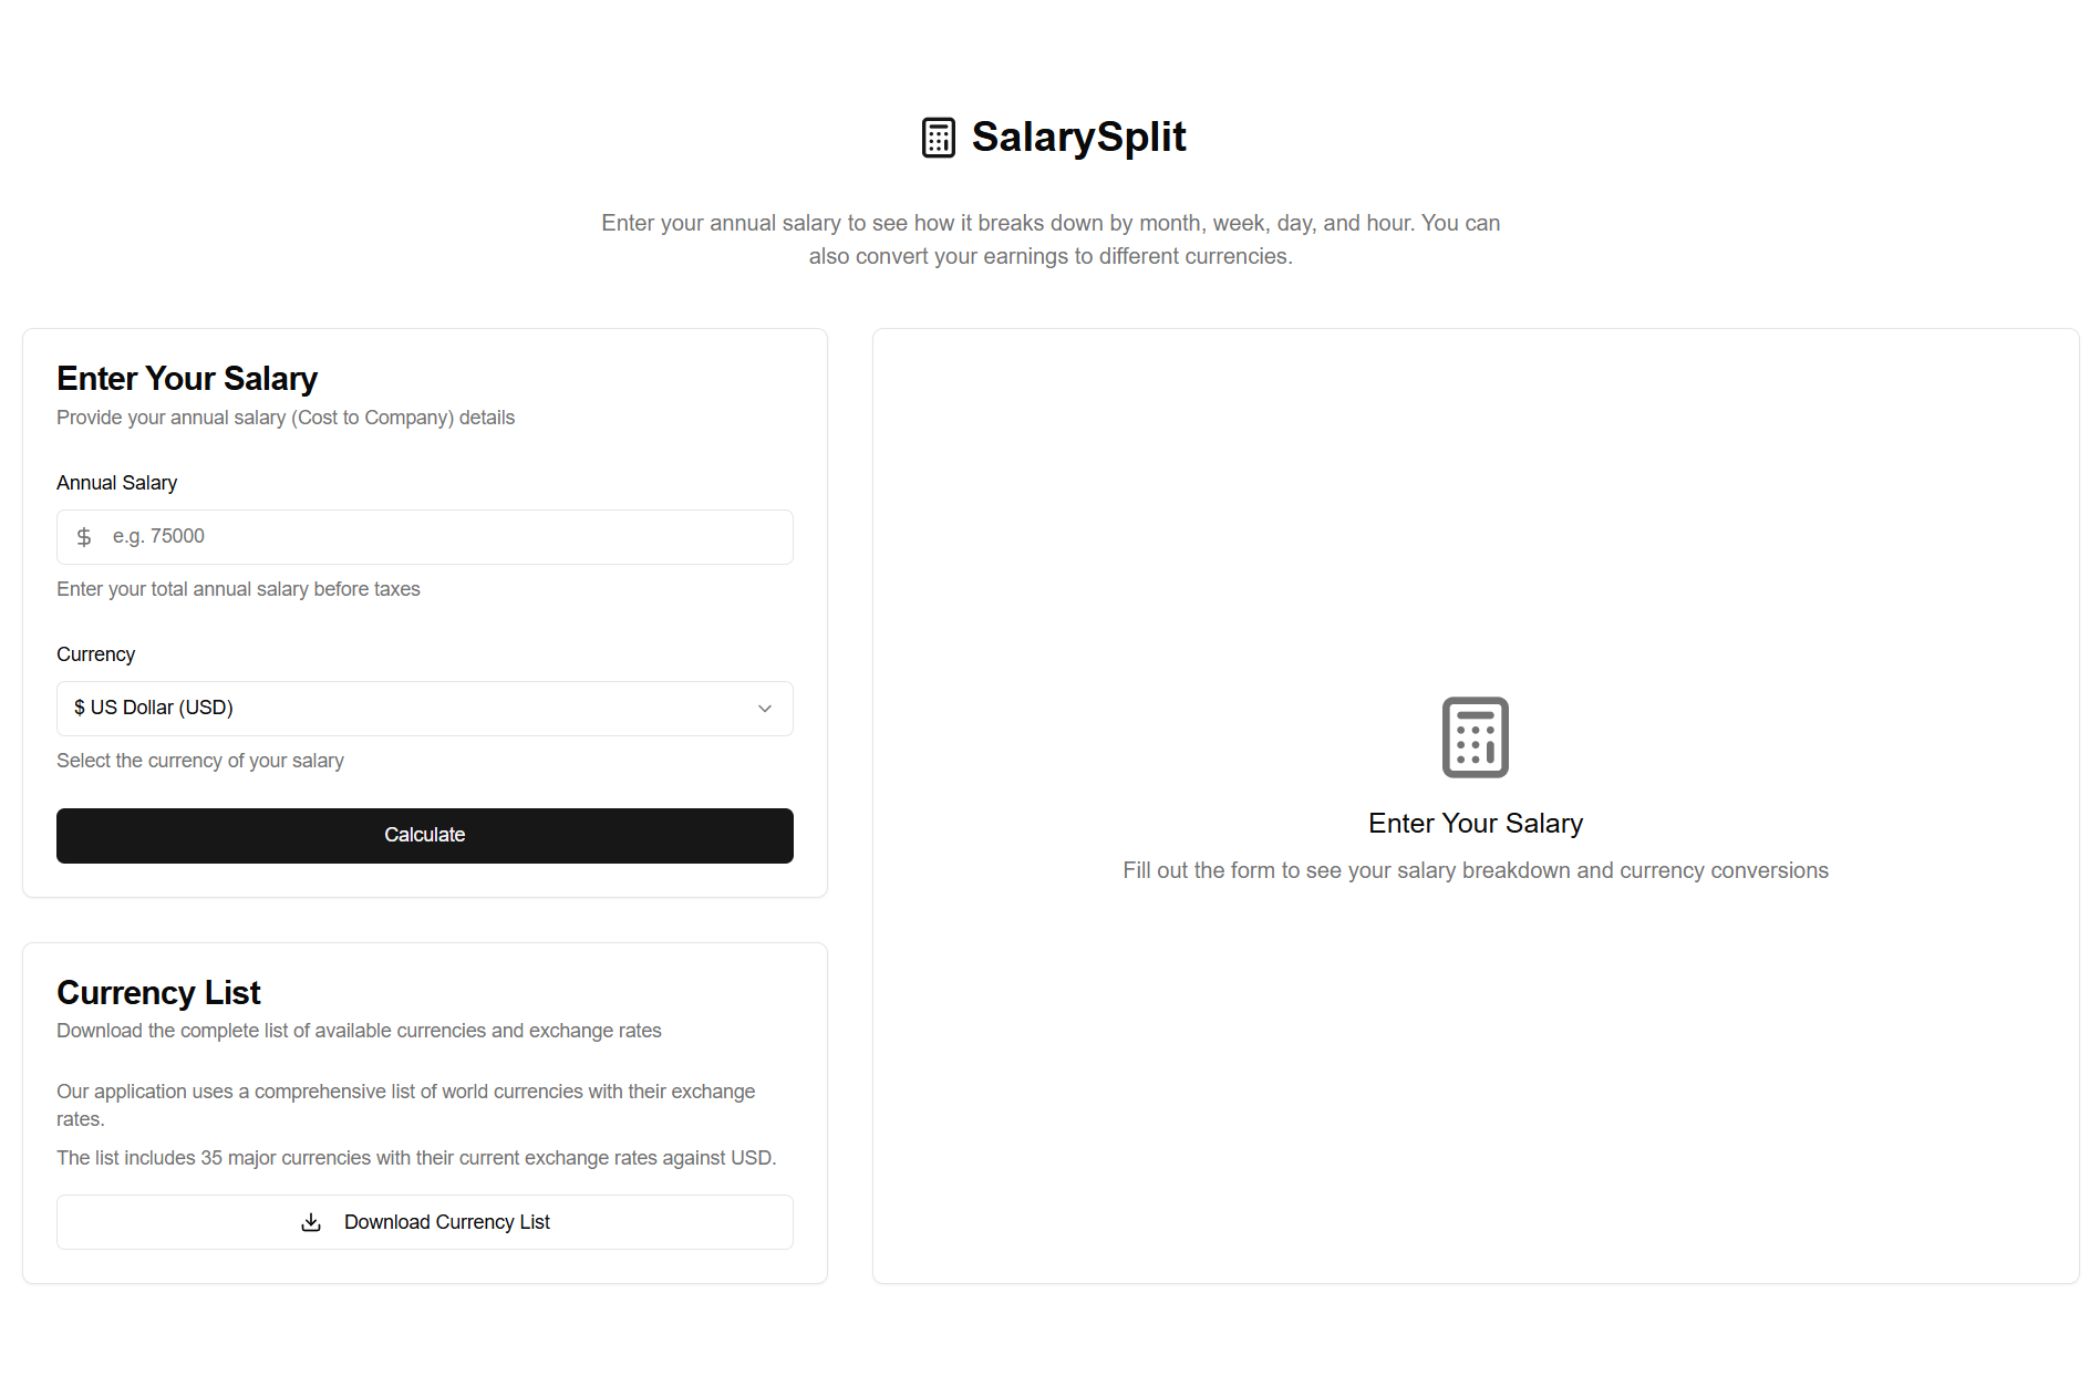 SalarySplit
Enter your annual salary to see how it breaks down by month, week, day, and hour. You can
also convert your earnings to different currencies.
Enter Your Salary
Provide your annual salary (Cost to Company) details
Annual Salary
$ e.g. 75000
Enter your total annual salary before taxes
Currency
$ US Dollar (USD)
Select the currency of your salary
Calculate
Currency List
Download the complete list of available currencies and exchange rates
Our application uses a comprehensive list of world currencies with their exchange
rates.
The list includes 35 major currencies with their current exchange rates against USD.
Download Currency List
Enter Your Salary
Fill out the form to see your salary breakdown and currency conversions